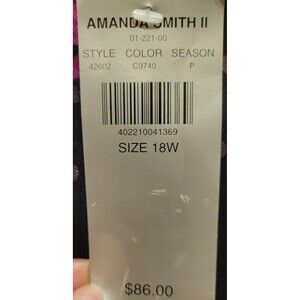 AMANDA SMITH II
01-221-00
STYLE COLOR SEASON
42602 C9740 P
402210041369
SIZE 18W
$86.00